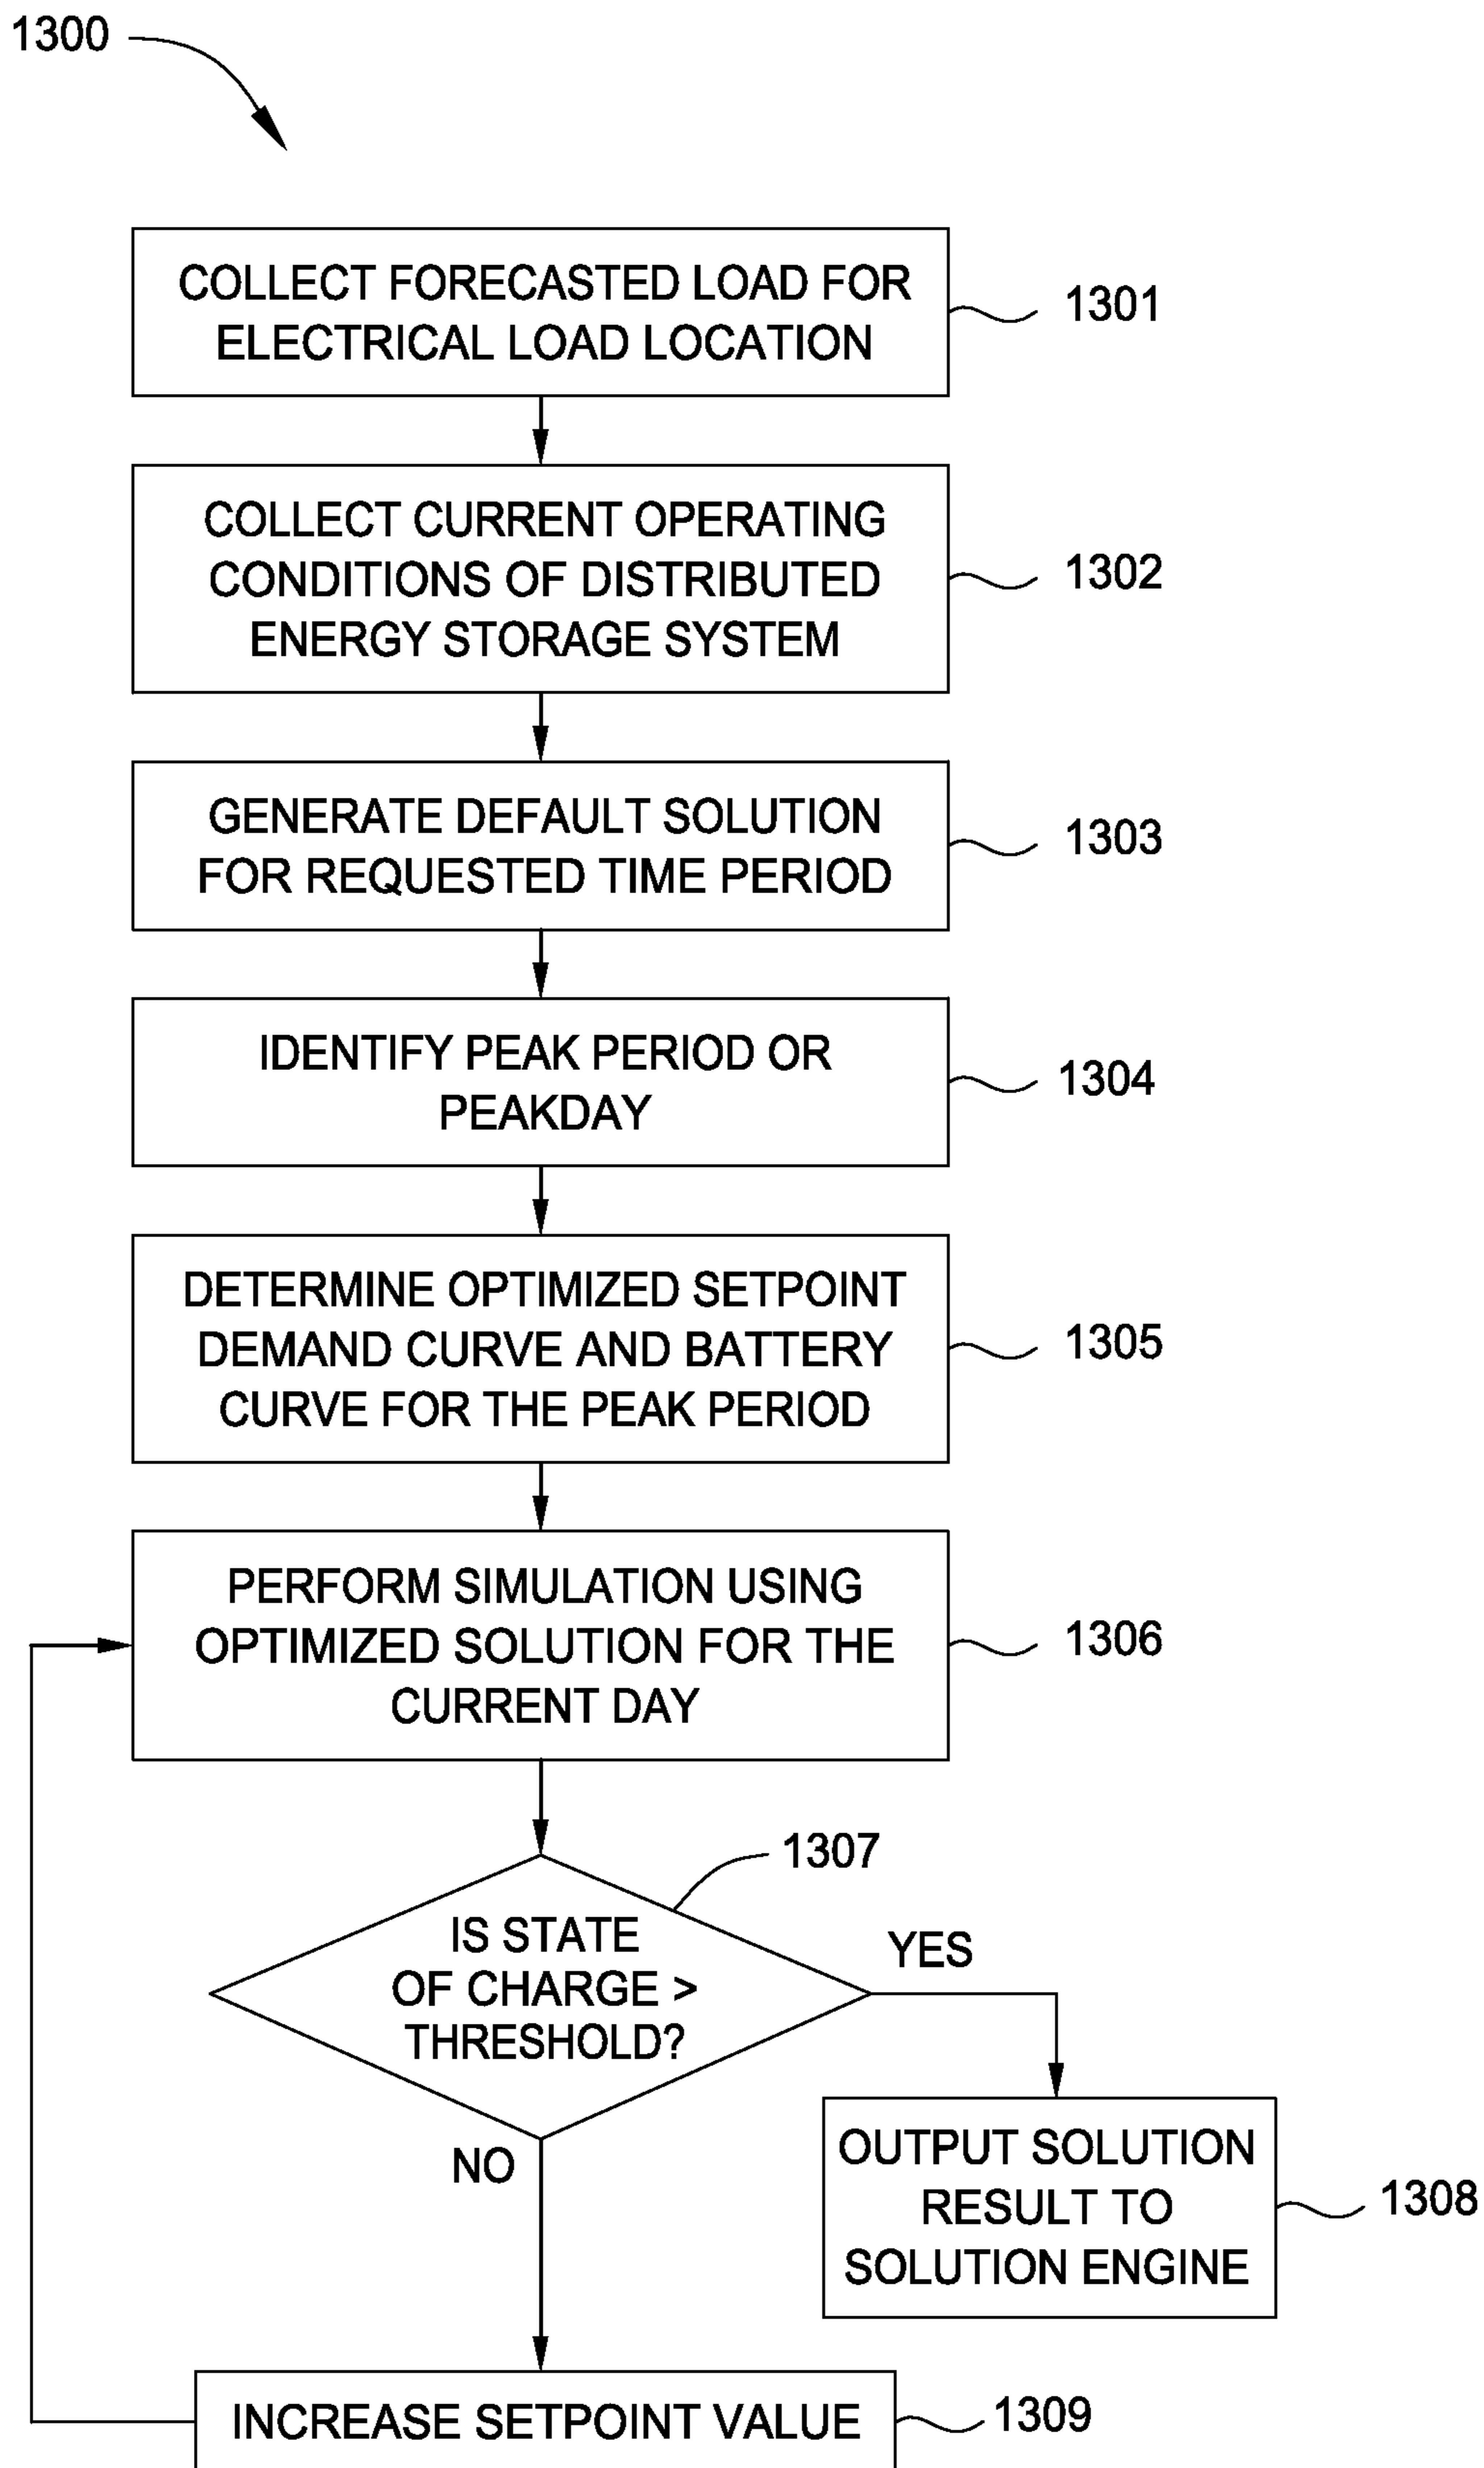 1300
COLLECT FORECASTED LOAD FOR
ELECTRICAL LOAD LOCATION
1301
COLLECT CURRENT OPERATING
CONDITIONS OF DISTRIBUTED
ENERGY STORAGE SYSTEM
1302
GENERATE DEFAULT SOLUTION
FOR REQUESTED TIME PERIOD
1303
IDENTIFY PEAK PERIOD OR
PEAKDAY
1304
DETERMINE OPTIMIZED SETPOINT
DEMAND CURVE AND BATTERY
CURVE FOR THE PEAK PERIOD
1305
PERFORM SIMULATION USING
OPTIMIZED SOLUTION FOR THE
CURRENT DAY
1306
1307
IS STATE
OF CHARGE >
THRESHOLD?
YES
NO
OUTPUT SOLUTION
RESULT TO
SOLUTION ENGINE
1308
INCREASE SETPOINT VALUE
1309